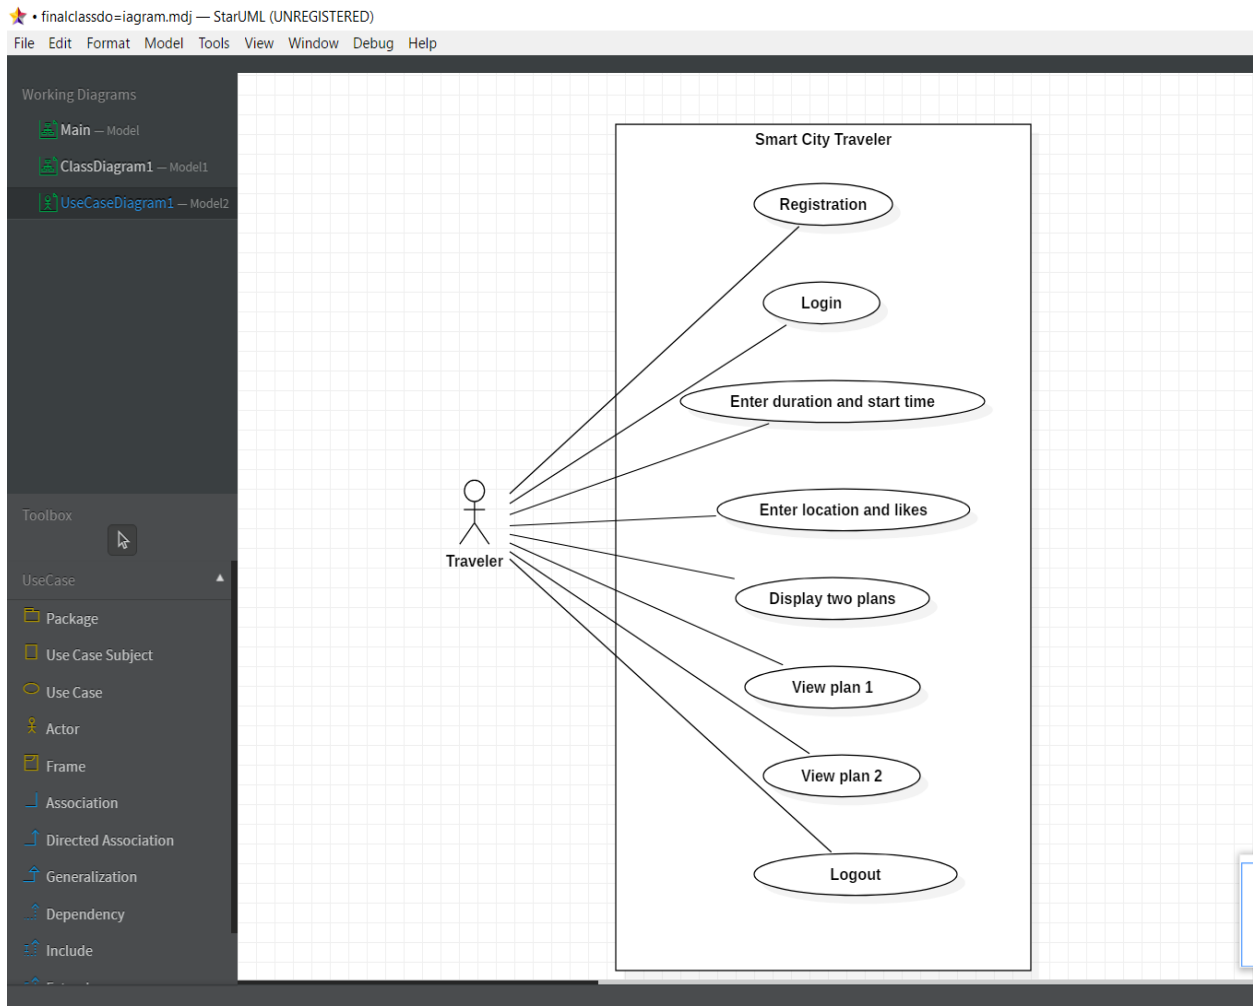 • finalclassdo=iagram.mdj — StarUML (UNREGISTERED)
File Edit Format Model Tools View Window Debug Help
Working Diagrams
Main — Model
ClassDiagram1 — Model1
UseCaseDiagram1 — Model2
Toolbox
UseCase
Package
Use Case Subject
Use Case
Actor
Frame
Association
Directed Association
Generalization
Dependency
Include
Smart City Traveler
Registration
Login
Enter duration and start time
Enter location and likes
Traveler
Display two plans
View plan 1
View plan 2
Logout